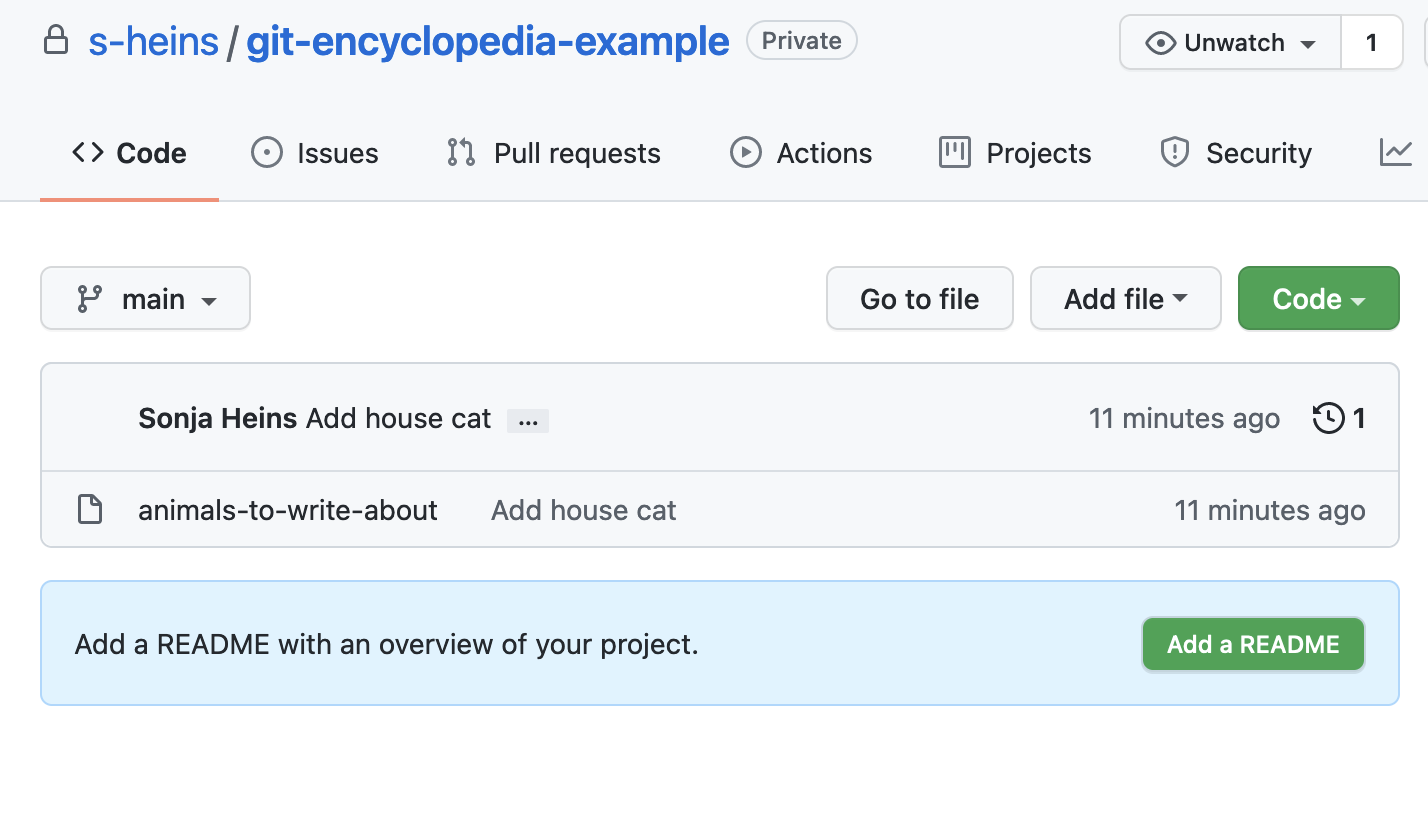 s-heins / git-encyclopedia-example Private Unwatch 1
Code Issues Pull requests Actions Projects Security
main Go to file Add file Code
Sonja Heins Add house cat ... 11 minutes ago 1
animals-to-write-about Add house cat 11 minutes ago
Add a README with an overview of your project. Add a README